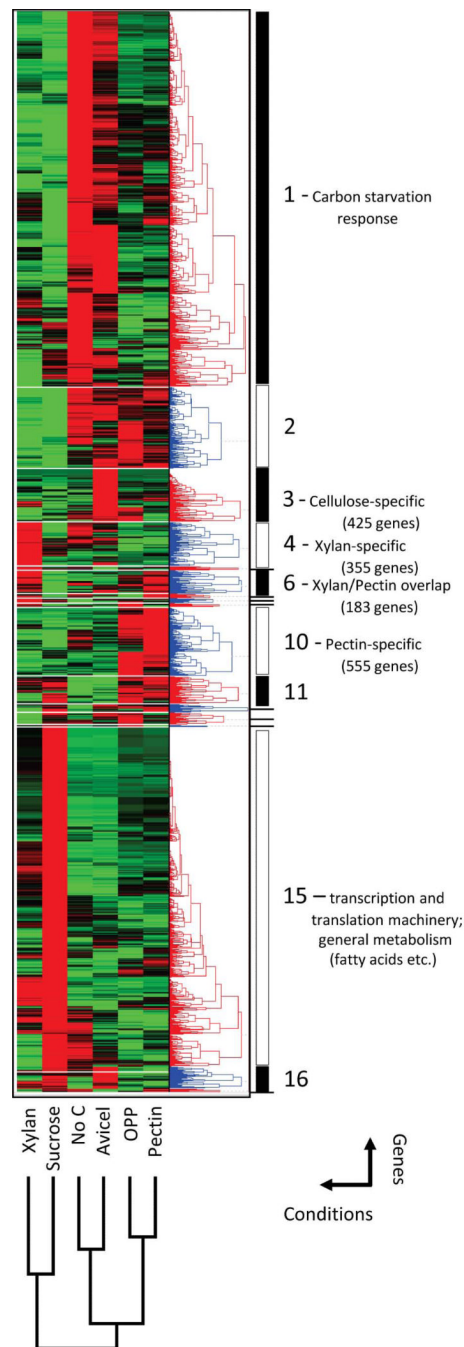 1 - Carbon starvation
response
2
3 - Cellulose-specific
(425 genes)
4 - Xylan-specific
(355 genes)
6 - Xylan/Pectin overlap
(183 genes)
10 - Pectin-specific
(555 genes)
11
15 – transcription and
translation machinery;
general metabolism
(fatty acids etc.)
16
Xylan
Sucrose
No C
Avicel
OPP
Pectin
Genes
Conditions